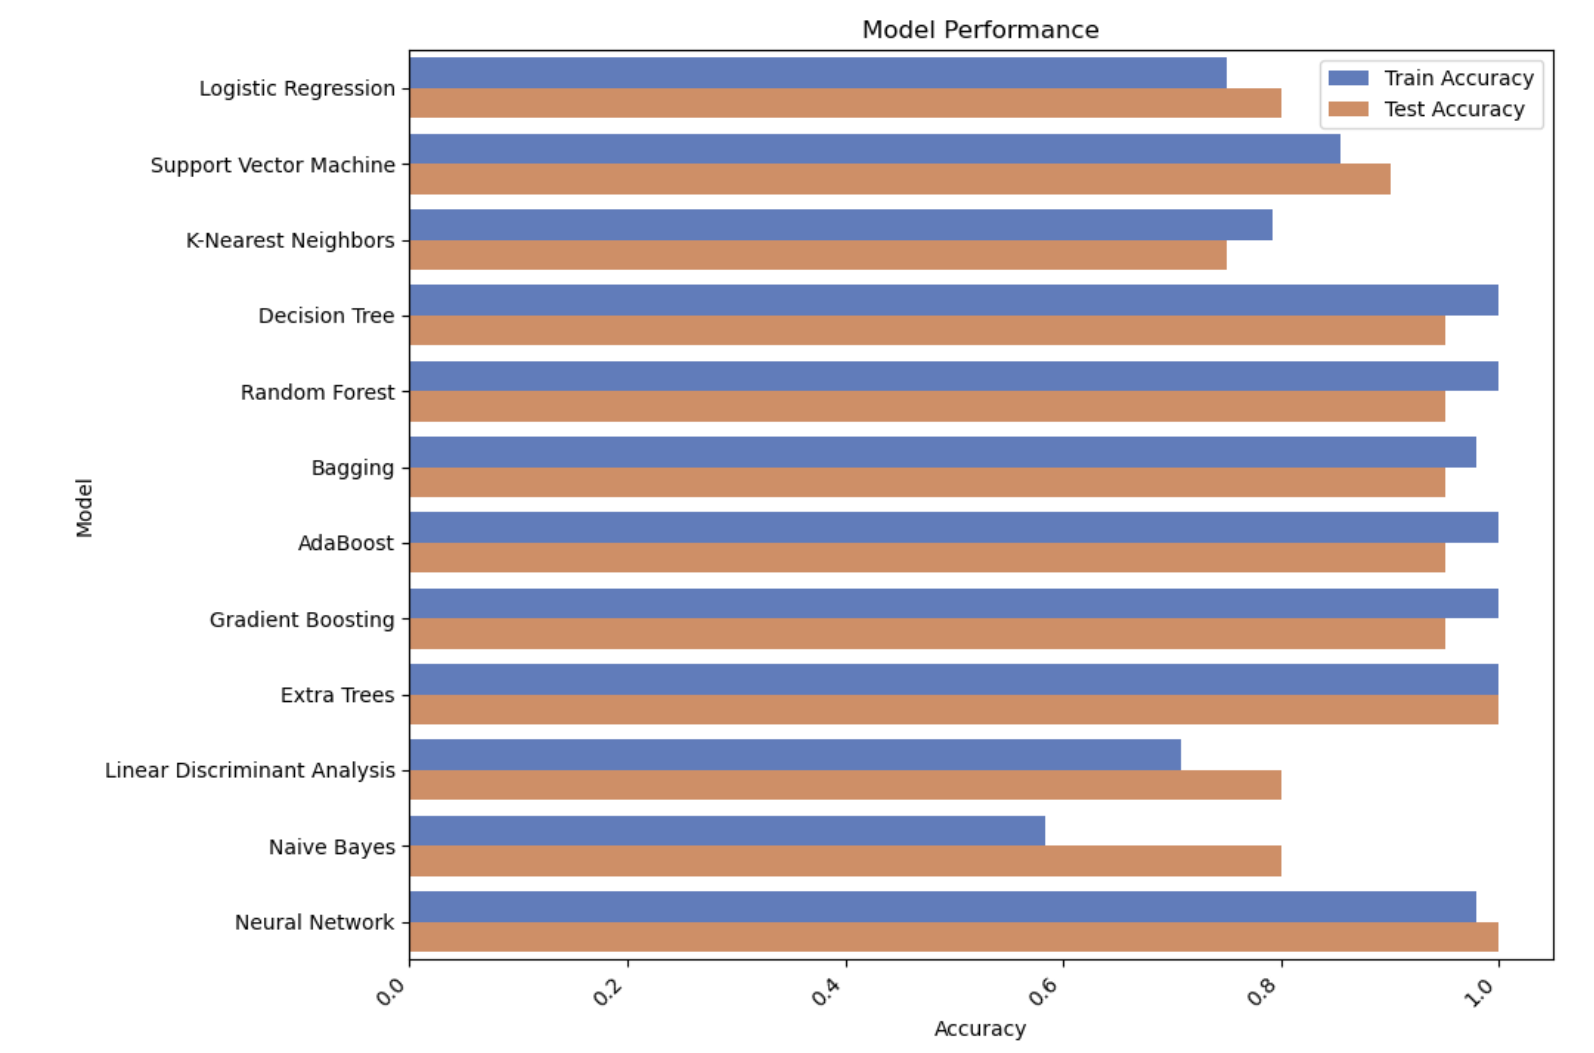 Model Performance
Train Accuracy
Test Accuracy
Logistic Regression
Support Vector Machine
K-Nearest Neighbors
Decision Tree
Random Forest
Bagging
AdaBoost
Gradient Boosting
Extra Trees
Linear Discriminant Analysis
Naive Bayes
Neural Network
Model
0.0 0.2 0.4 0.6 0.8 1.0
Accuracy